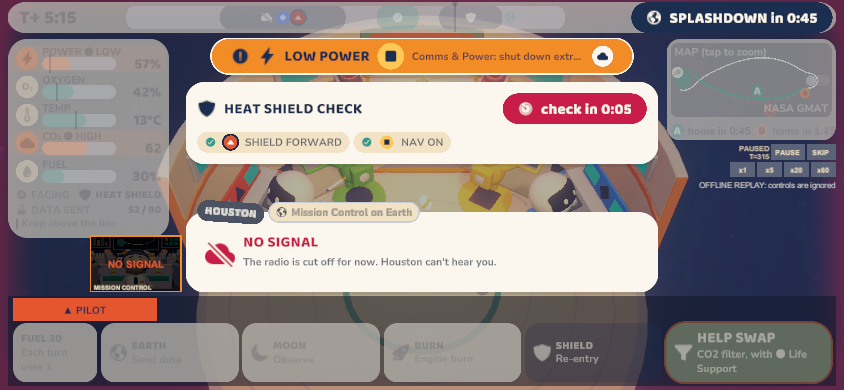 T+ 5:15
SPLASHDOWN in 0:45
LOW POWER
Comms & Power: shut down extr...
POWER LOW
57%
OXYGEN
42%
TEMP
13°C
CO₂ HIGH
62
FUEL
30%
FACING HEAT SHIELD
DATA SENT 52 / 90
Keep above the line
HEAT SHIELD CHECK
check in 0:05
SHIELD FORWARD
NAV ON
MAP (tap to zoom)
A
NASA GMAT
A home in 0:45 B home in 1:45
PAUSED
T=315
PAUSE
SKIP
x1
x5
x20
x60
OFFLINE REPLAY: controls are ignored
HOUSTON
Mission Control on Earth
NO SIGNAL
The radio is cut off for now. Houston can't hear you.
NO SIGNAL
MISSION CONTROL
▲ PILOT
FUEL 30
Each turn
uses 1
EARTH
Send data
MOON
Observe
BURN
Engine burn
SHIELD
Re-entry
HELP SWAP
CO2 filter, with ● Life
Support